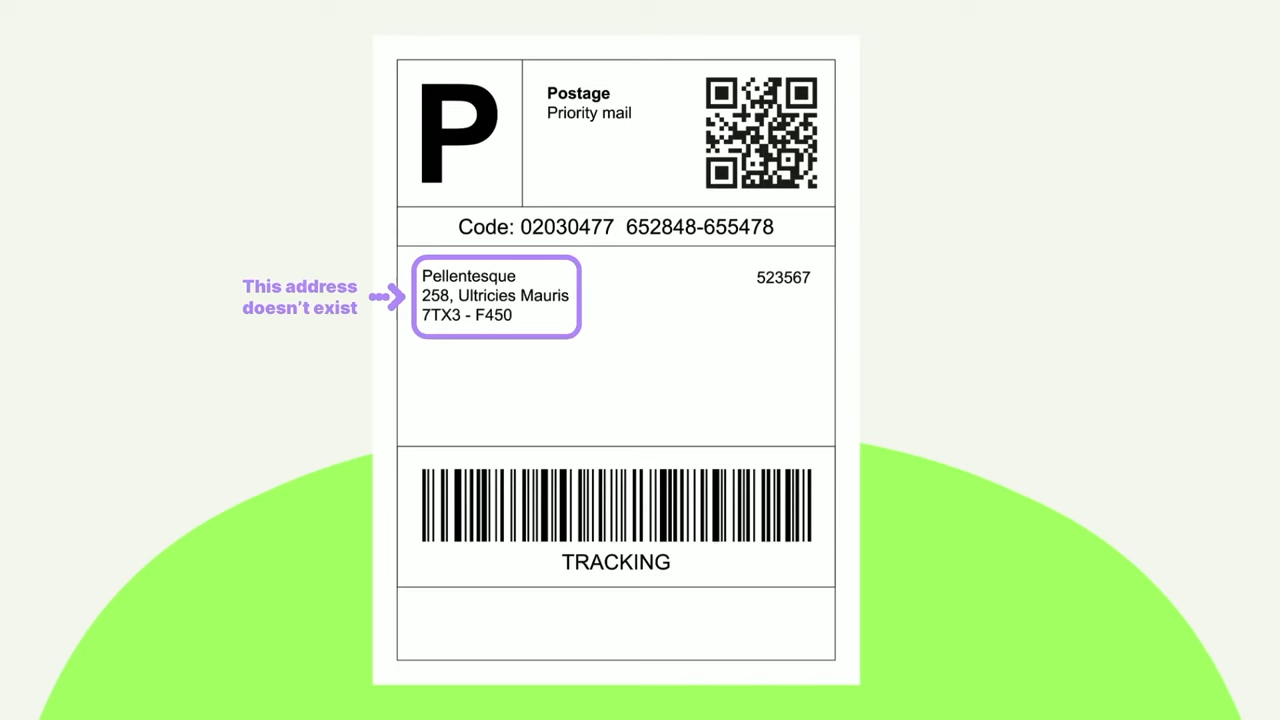 P
Postage
Priority mail
Code: 02030477  652848-655478
This address
doesn't exist
Pellentesque
258, Ultricies Mauris
7TX3 - F450
523567
TRACKING